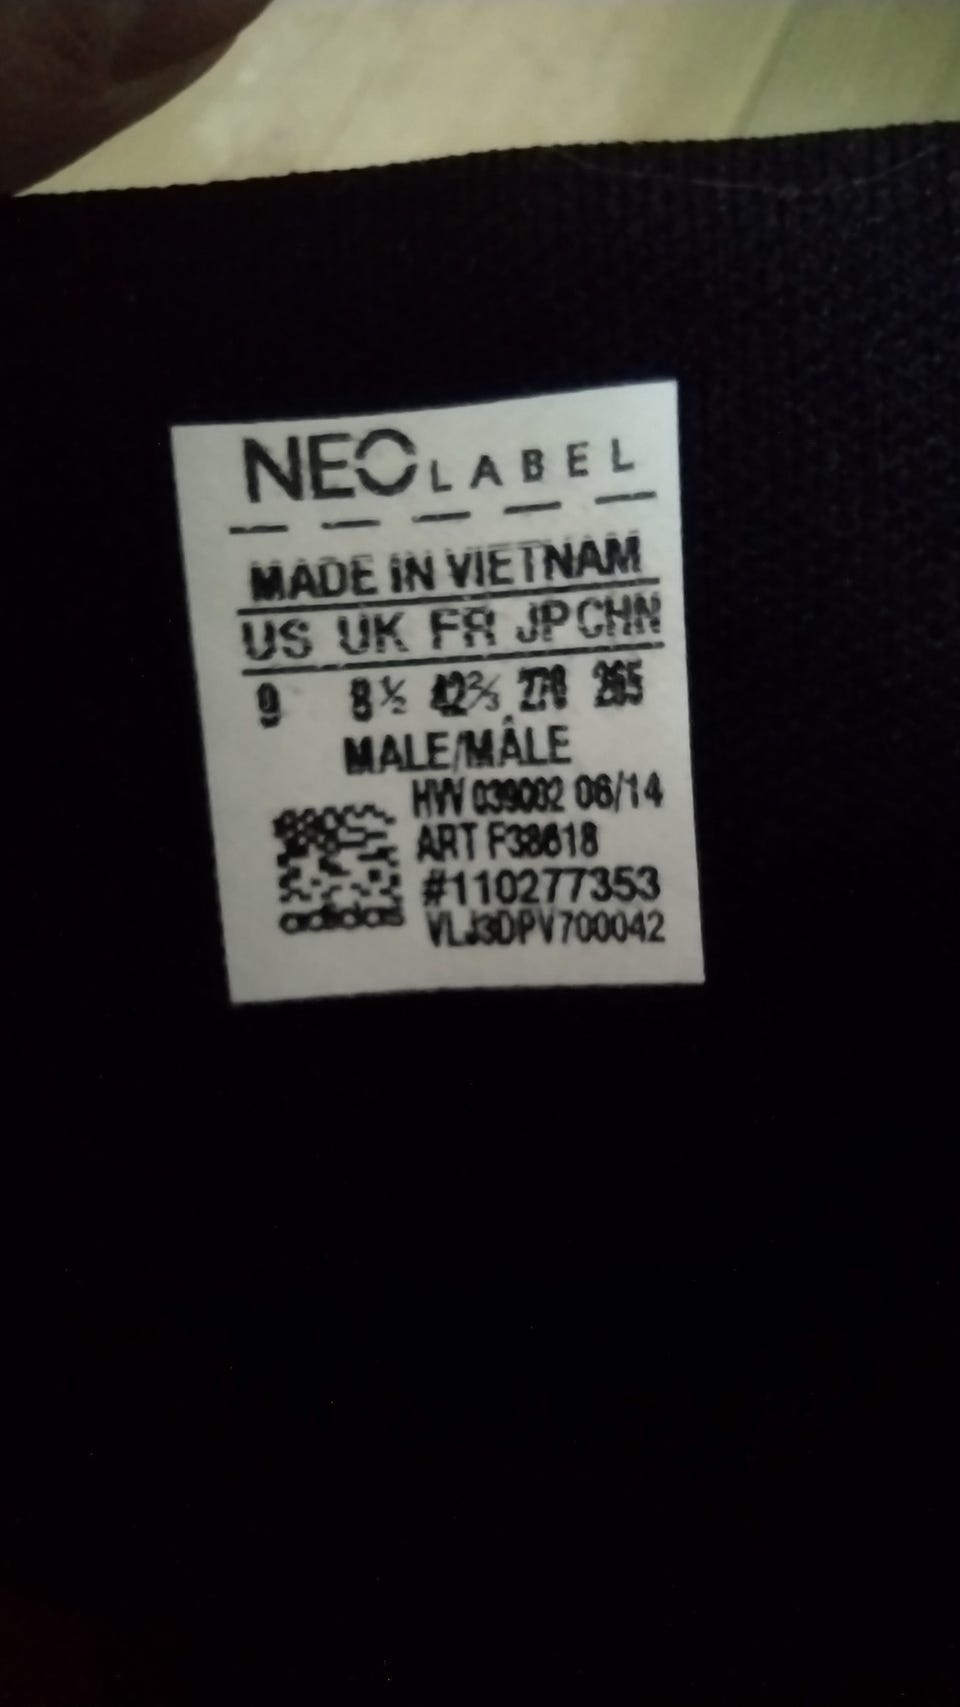 NEO LABEL
MADE IN VIETNAM
US UK FR JP CHN
9 8½ 42⅔ 270 265
MALE/MÂLE
HW 039002 06/14
ART F38618
#110277353
VLJ3DPV700042
adidas